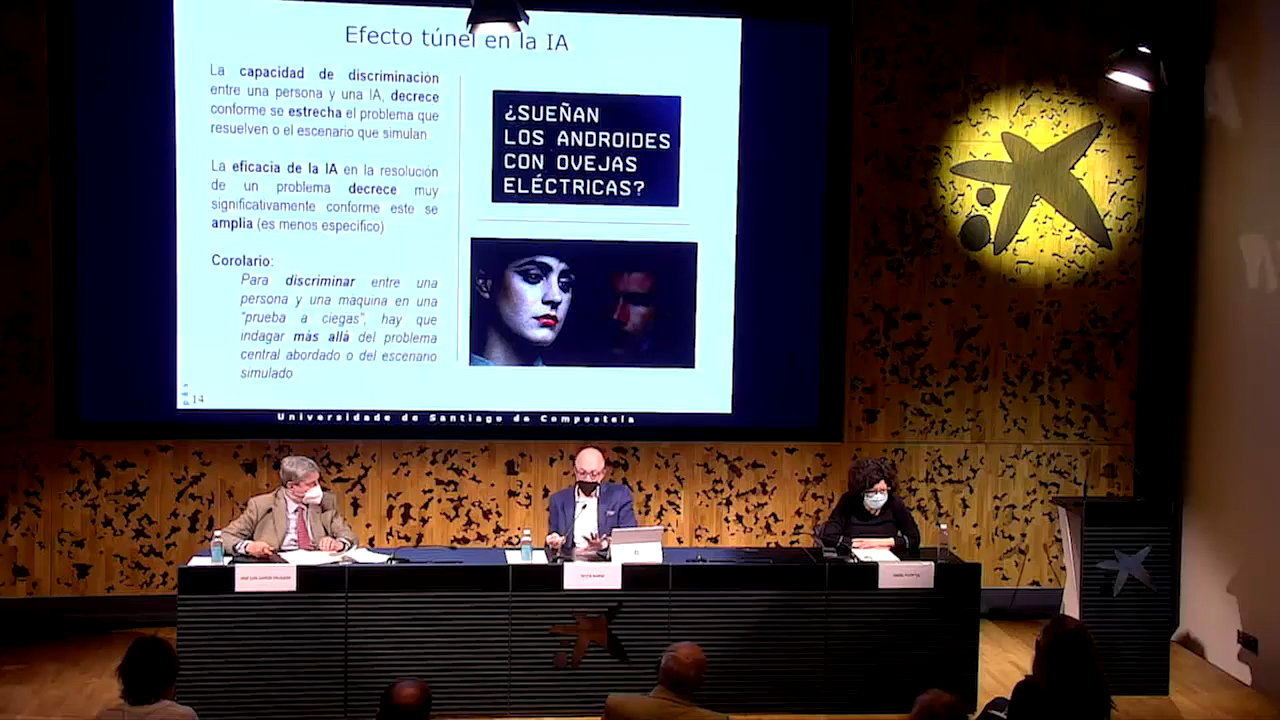 Efecto túnel en la IA
La capacidad de discriminación
entre una persona y una IA, decrece
conforme se estrecha el problema que
resuelven o el escenario que simulan
La eficacia de la IA en la resolución
de un problema decrece muy
significativamente conforme este se
amplia (es menos específico)
Corolario:
Para discriminar entre una
persona y una máquina en una
"prueba a ciegas", hay que
indagar más allá del problema
central abordado o del escenario
simulado
¿SUEÑAN
LOS ANDROIDES
CON OVEJAS
ELÉCTRICAS?
14
Universidade de Santiago de Compostela